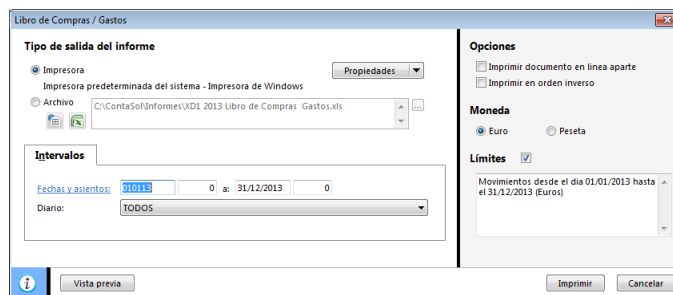 Libro de Compras / Gastos
Tipo de salida del informe
Impresora
Propiedades
Impresora predeterminada del sistema - Impresora de Windows
Archivo
C:\ContaSol\Informes\XD1 2013 Libro de Compras Gastos.xls
...
Intervalos
Fechas y asientos: 010113 0 a: 31/12/2013 0
Diario: TODOS
Opciones
Imprimir documento en linea aparte
Imprimir en orden inverso
Moneda
Euro Peseta
Límites
Movimientos desde el dia 01/01/2013 hasta
el 31/12/2013 (Euros)
i
Vista previa
Imprimir
Cancelar